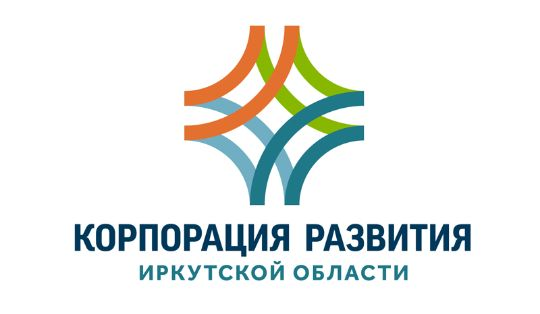 КОРПОРАЦИЯ РАЗВИТИЯ
ИРКУТСКОЙ ОБЛАСТИ